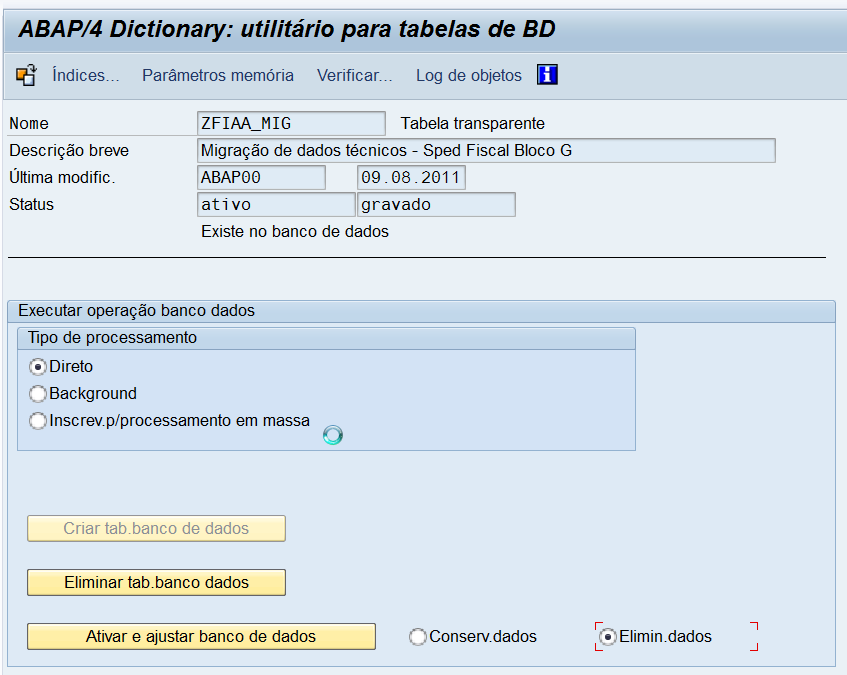 ABAP/4 Dictionary: utilitário para tabelas de BD
Índices... Parâmetros memória Verificar... Log de objetos
Nome ZFIAA_MIG Tabela transparente
Descrição breve Migração de dados técnicos - Sped Fiscal Bloco G
Última modific. ABAP00 09.08.2011
Status ativo gravado
Existe no banco de dados
Executar operação banco dados
Tipo de processamento
Direto
Background
Inscrev.p/processamento em massa
Criar tab.banco de dados
Eliminar tab.banco dados
Ativar e ajustar banco de dados Conserv.dados Elimin.dados